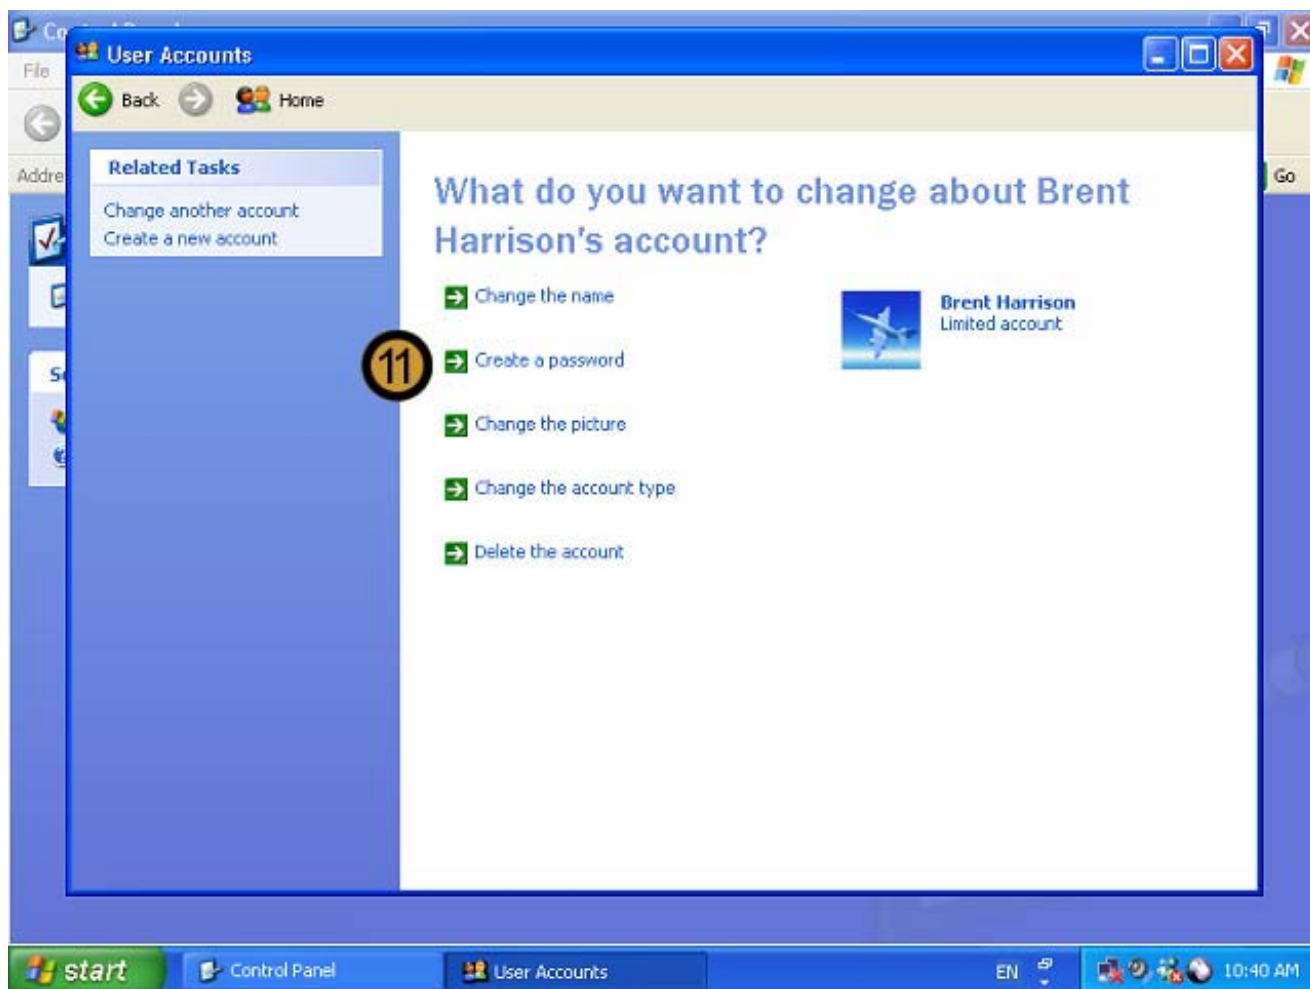 User Accounts
File
Back
Home
Addre
Go
Related Tasks
Change another account
Create a new account
What do you want to change about Brent
Harrison's account?
Change the name
Brent Harrison
Limited account
11
Create a password
Change the picture
Change the account type
Delete the account
start
Control Panel
User Accounts
EN
10:40 AM